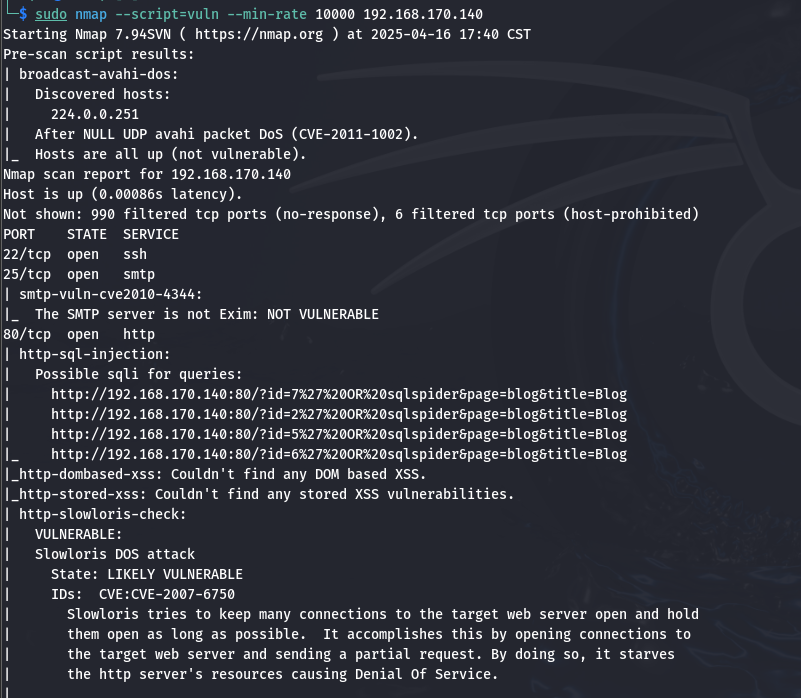 └─$ sudo nmap --script=vuln --min-rate 10000 192.168.170.140
Starting Nmap 7.94SVN ( https://nmap.org ) at 2025-04-16 17:40 CST
Pre-scan script results:
| broadcast-avahi-dos:
|   Discovered hosts:
|     224.0.0.251
|   After NULL UDP avahi packet DoS (CVE-2011-1002).
|_  Hosts are all up (not vulnerable).
Nmap scan report for 192.168.170.140
Host is up (0.00086s latency).
Not shown: 990 filtered tcp ports (no-response), 6 filtered tcp ports (host-prohibited)
PORT    STATE  SERVICE
22/tcp  open   ssh
25/tcp  open   smtp
| smtp-vuln-cve2010-4344:
|_  The SMTP server is not Exim: NOT VULNERABLE
80/tcp  open   http
| http-sql-injection:
|   Possible sqli for queries:
|     http://192.168.170.140:80/?id=7%27%20OR%20sqlspider&page=blog&title=Blog
|     http://192.168.170.140:80/?id=2%27%20OR%20sqlspider&page=blog&title=Blog
|     http://192.168.170.140:80/?id=5%27%20OR%20sqlspider&page=blog&title=Blog
|_    http://192.168.170.140:80/?id=6%27%20OR%20sqlspider&page=blog&title=Blog
|_http-dombased-xss: Couldn't find any DOM based XSS.
|_http-stored-xss: Couldn't find any stored XSS vulnerabilities.
| http-slowloris-check:
|   VULNERABLE:
|   Slowloris DOS attack
|     State: LIKELY VULNERABLE
|     IDs:  CVE:CVE-2007-6750
|       Slowloris tries to keep many connections to the target web server open and hold
|       them open as long as possible.  It accomplishes this by opening connections to
|       the target web server and sending a partial request. By doing so, it starves
|       the http server's resources causing Denial Of Service.
|